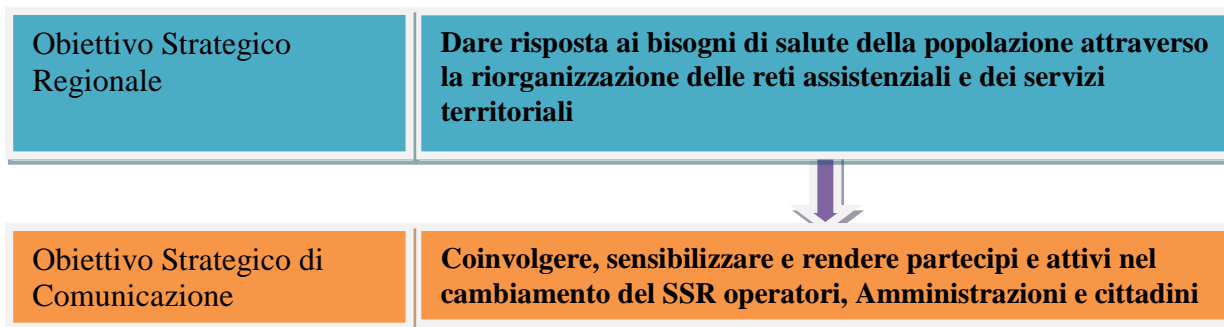 Obiettivo Strategico
Regionale
Dare risposta ai bisogni di salute della popolazione attraverso
la riorganizzazione delle reti assistenziali e dei servizi
territoriali
Obiettivo Strategico di
Comunicazione
Coinvolgere, sensibilizzare e rendere partecipi e attivi nel
cambiamento del SSR operatori, Amministrazioni e cittadini